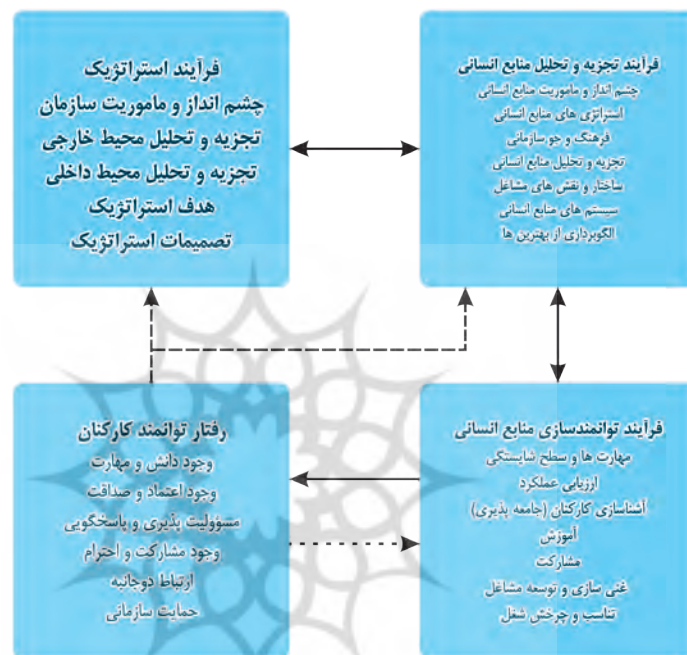 فرآیند تجزیه و تحلیل منابع انسانی
چشم انداز و ماموریت منابع انسانی
استراتژی های منابع انسانی
فرهنگ و جو سازمانی
تجزیه و تحلیل منابع انسانی
ساختار و نقش های مشاغل
سیستم های منابع انسانی
الگوبرداری از بهترین ها
فرآیند استراتژیک
چشم انداز و ماموریت سازمان
تجزیه و تحلیل محیط خارجی
تجزیه و تحلیل محیط داخلی
هدف استراتژیک
تصمیمات استراتژیک
فرآیند توانمندسازی منابع انسانی
مهارت ها و سطح شایستگی
ارزیابی عملکرد
آشناسازی کارکنان (جامعه پذیری)
آموزش
مشارکت
غنی سازی و توسعه مشاغل
تناسب و چرخش شغل
رفتار توانمند کارکنان
وجود دانش و مهارت
وجود اعتماد و صداقت
مسؤولیت پذیری و پاسخگویی
وجود مشارکت و احترام
ارتباط دوجانبه
حمایت سازمانی